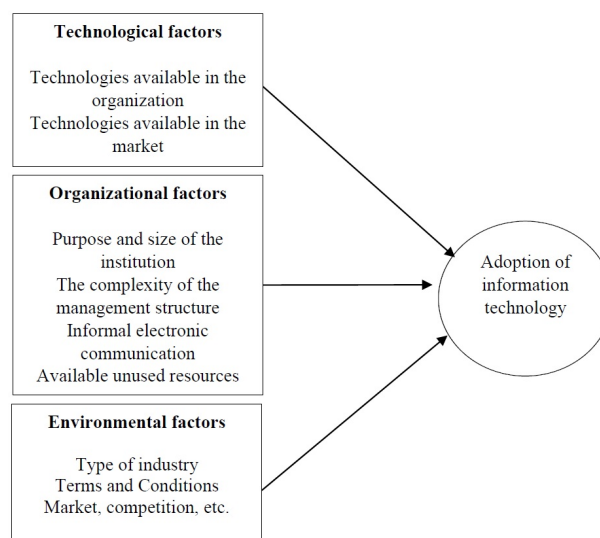 Technological factors
Technologies available in the
organization
Technologies available in the
market
Organizational factors
Purpose and size of the
institution
The complexity of the
management structure
Informal electronic
communication
Available unused resources
Environmental factors
Type of industry
Terms and Conditions
Market, competition, etc.
Adoption of
information
technology